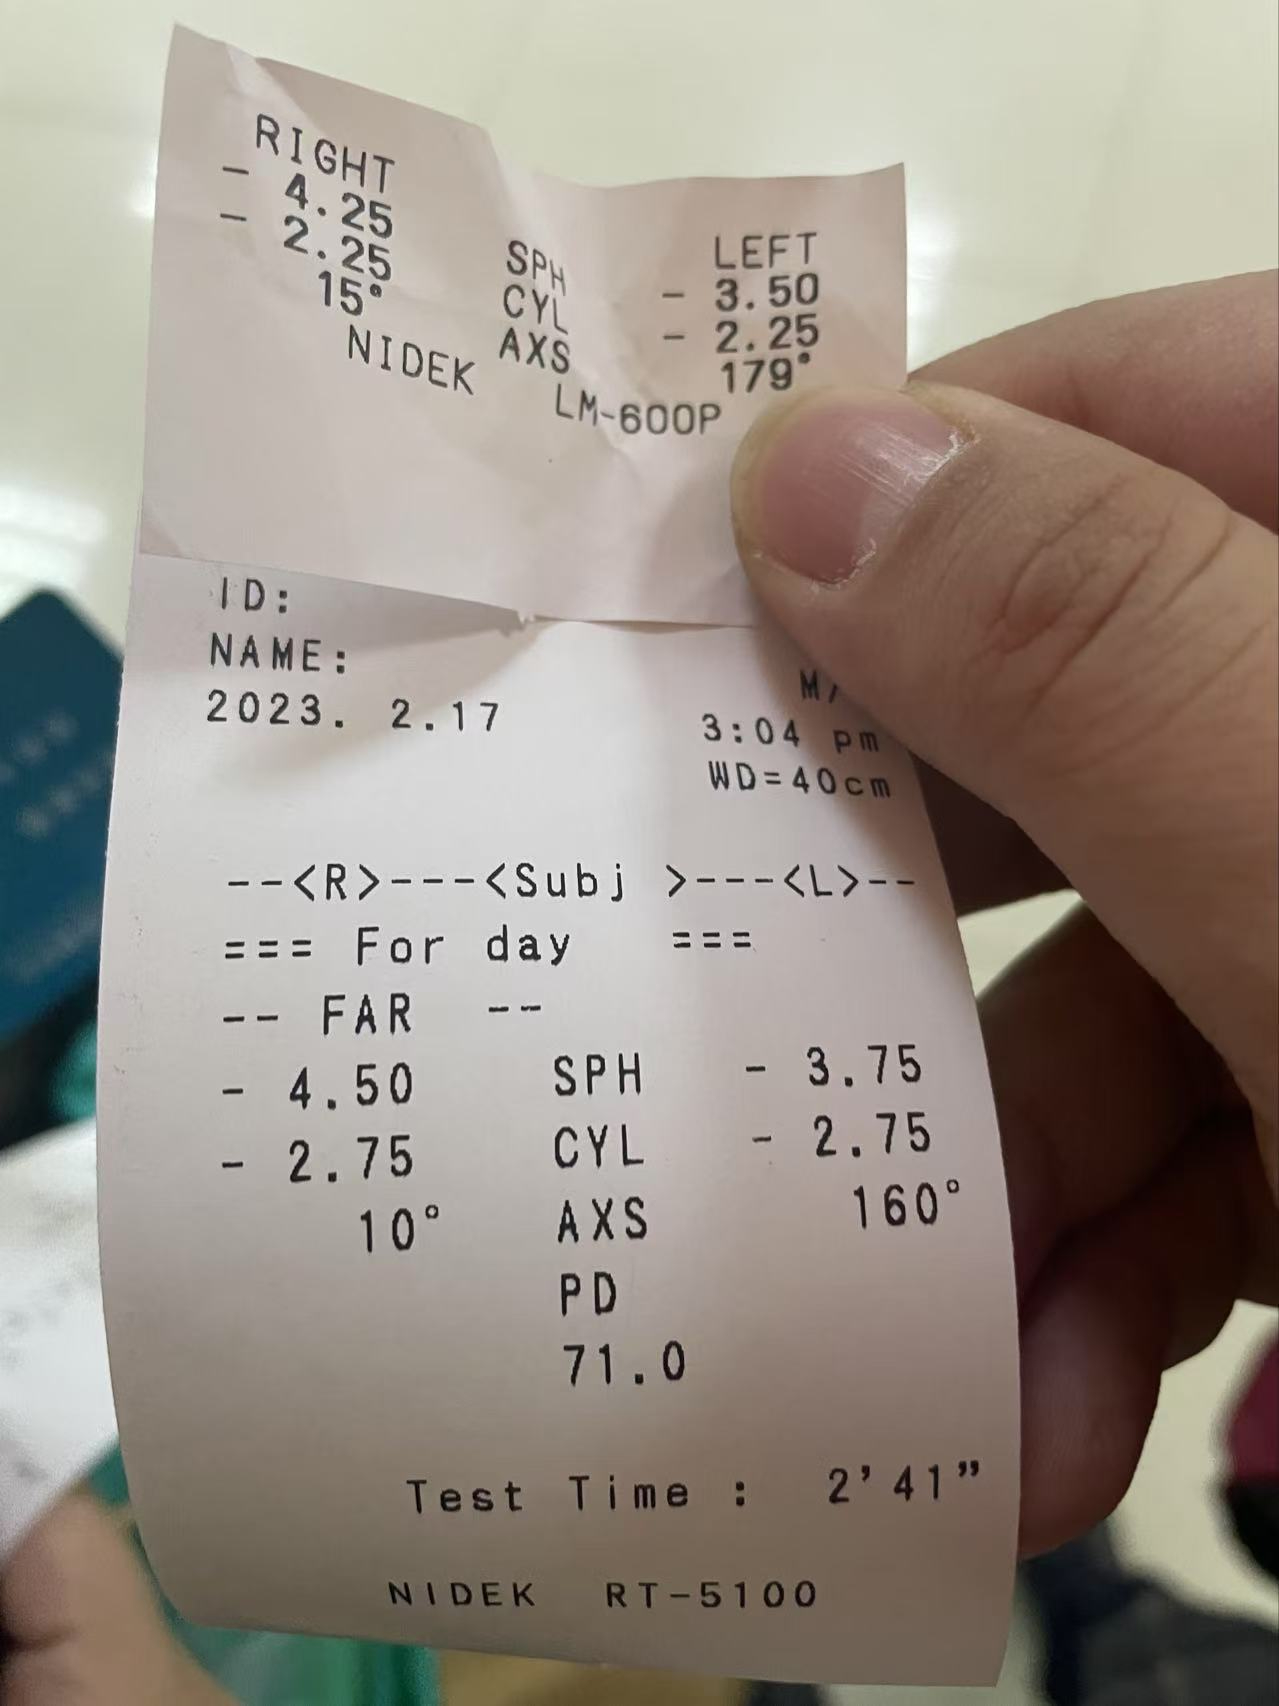 RIGHT LEFT
- 4.25 SPH - 3.50
- 2.25 CYL - 2.25
15° AXS 179°
NIDEK LM-600P
ID:
NAME:
M/
2023. 2.17 3:04 pm
WD=40cm
--<R>---<Subj >---<L>--
=== For day ===
-- FAR --
- 4.50 SPH - 3.75
- 2.75 CYL - 2.75
10° AXS 160°
PD
71.0
Test Time : 2'41"
NIDEK RT-5100